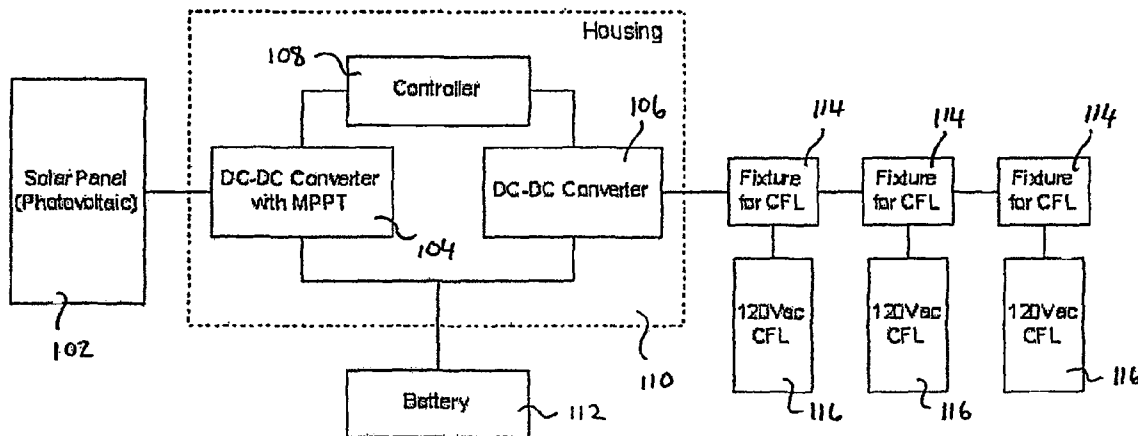 Housing
108
Controller
106
114
114
114
Solar Panel
(Photovoltaic)
DC-DC Converter
with MPPT
104
DC-DC Converter
Fixture
for CFL
Fixture
for CFL
Fixture
for CFL
120Vac
CFL
120Vac
CFL
120Vac
CFL
102
110
116
116
116
Battery
112